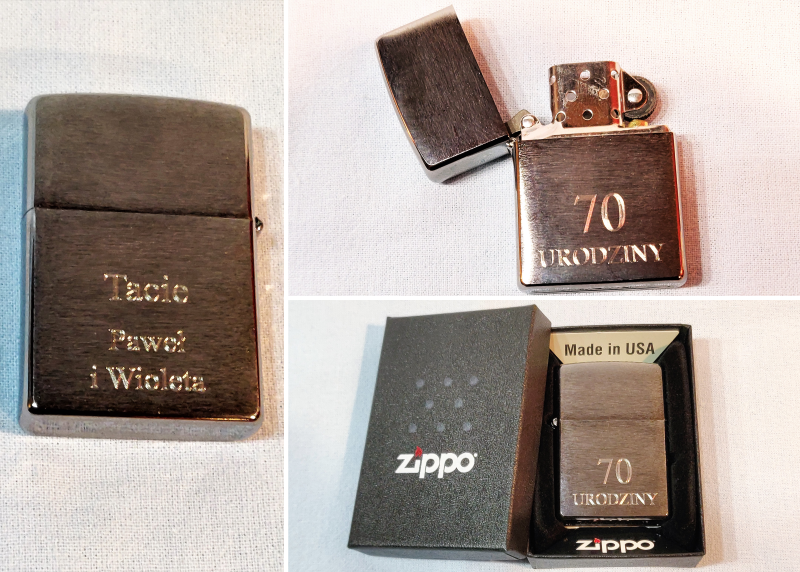 Tacie
Paweł
i Wioleta
70
URODZINY
zippo
Made in USA
70
URODZINY
zippo